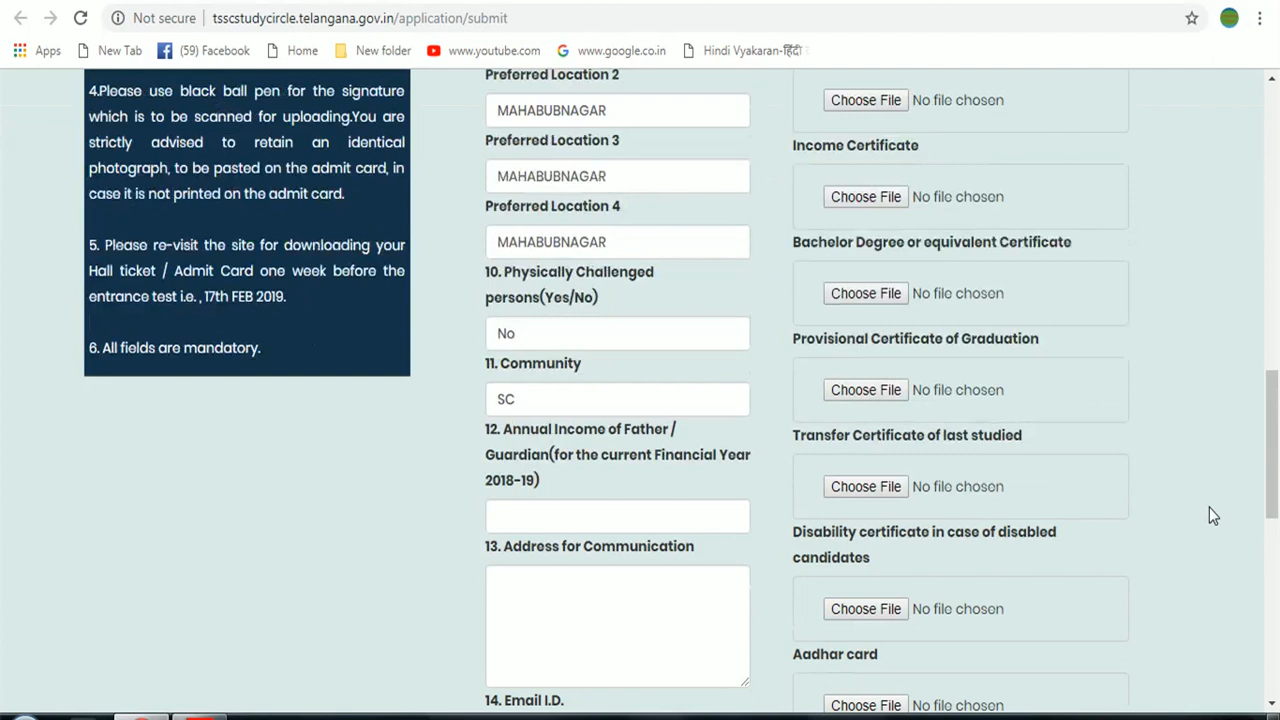 Not secure
tsscstudycircle.telangana.gov.in/application/submit
Apps
New Tab
(59) Facebook
Home
New folder
www.youtube.com
www.google.co.in
Hindi Vyakaran-हिंदी
4.Please use black ball pen for the signature
which is to be scanned for uploading.You are
strictly advised to retain an identical
photograph, to be pasted on the admit card, in
case it is not printed on the admit card.
5. Please re-visit the site for downloading your
Hall ticket / Admit Card one week before the
entrance test i.e. , 17th FEB 2019.
6. All fields are mandatory.
Preferred Location 2
MAHABUBNAGAR
Preferred Location 3
MAHABUBNAGAR
Preferred Location 4
MAHABUBNAGAR
10. Physically Challenged
persons(Yes/No)
No
11. Community
SC
12. Annual Income of Father /
Guardian(for the current Financial Year
2018-19)
13. Address for Communication
14. Email I.D.
Choose File No file chosen
Income Certificate
Choose File No file chosen
Bachelor Degree or equivalent Certificate
Choose File No file chosen
Provisional Certificate of Graduation
Choose File No file chosen
Transfer Certificate of last studied
Choose File No file chosen
Disability certificate in case of disabled
candidates
Choose File No file chosen
Aadhar card
Choose File No file chosen